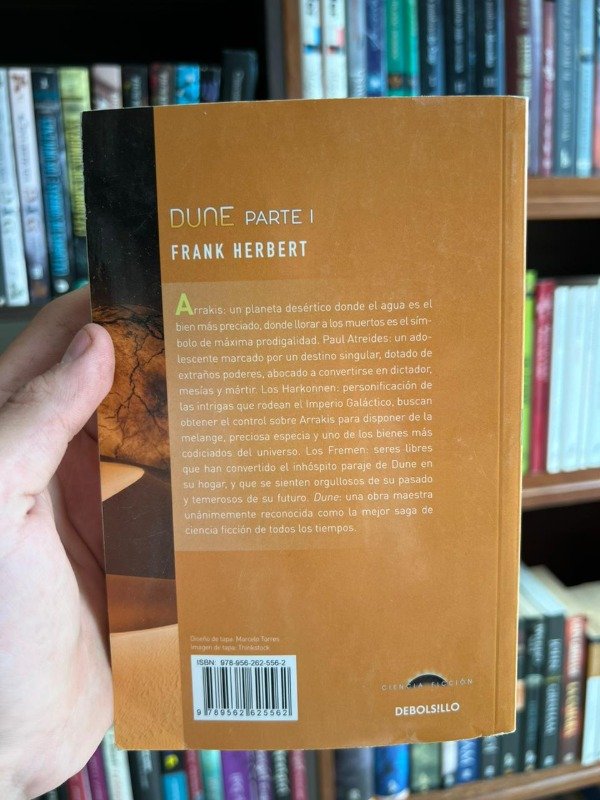 DUNE PARTE I
FRANK HERBERT
Arrakis: un planeta desértico donde el agua es el
bien más preciado, donde llorar a los muertos es el sím-
bolo de máxima prodigalidad. Paul Atreides: un ado-
lescente marcado por un destino singular, dotado de
extraños poderes, abocado a convertirse en dictador,
mesías y mártir. Los Harkonnen: personificación de
las intrigas que rodean el Imperio Galáctico, buscan
obtener el control sobre Arrakis para disponer de la
melange, preciosa especia y uno de los bienes más
codiciados del universo. Los Fremen: seres libres
que han convertido el inhóspito paraje de Dune en
su hogar, y que se sienten orgullosos de su pasado
y temerosos de su futuro. Dune: una obra maestra
unánimemente reconocida como la mejor saga de
ciencia ficción de todos los tiempos.
Diseño de tapa: Marcelo Torres
Imagen de tapa: Thinkstock
ISBN: 978-956-262-556-2
9 789562 625562
CIENCIA FICCIÓN
DEBOLS!LLO